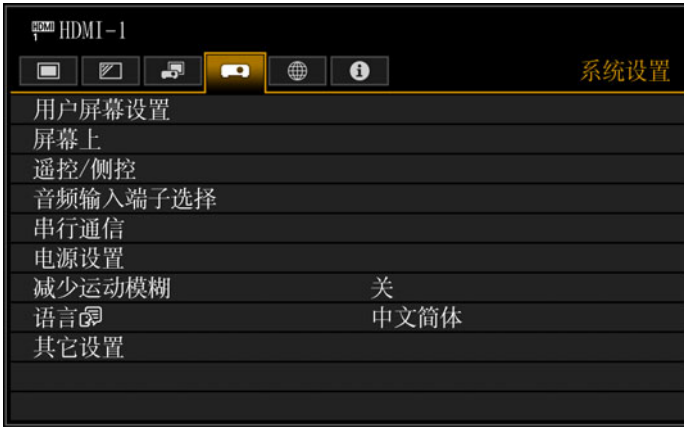 HDMI 1 HDMI-1
系统设置
用户屏幕设置
屏幕上
遥控/侧控
音频输入端子选择
串行通信
电源设置
减少运动模糊 关
语言 中文简体
其它设置